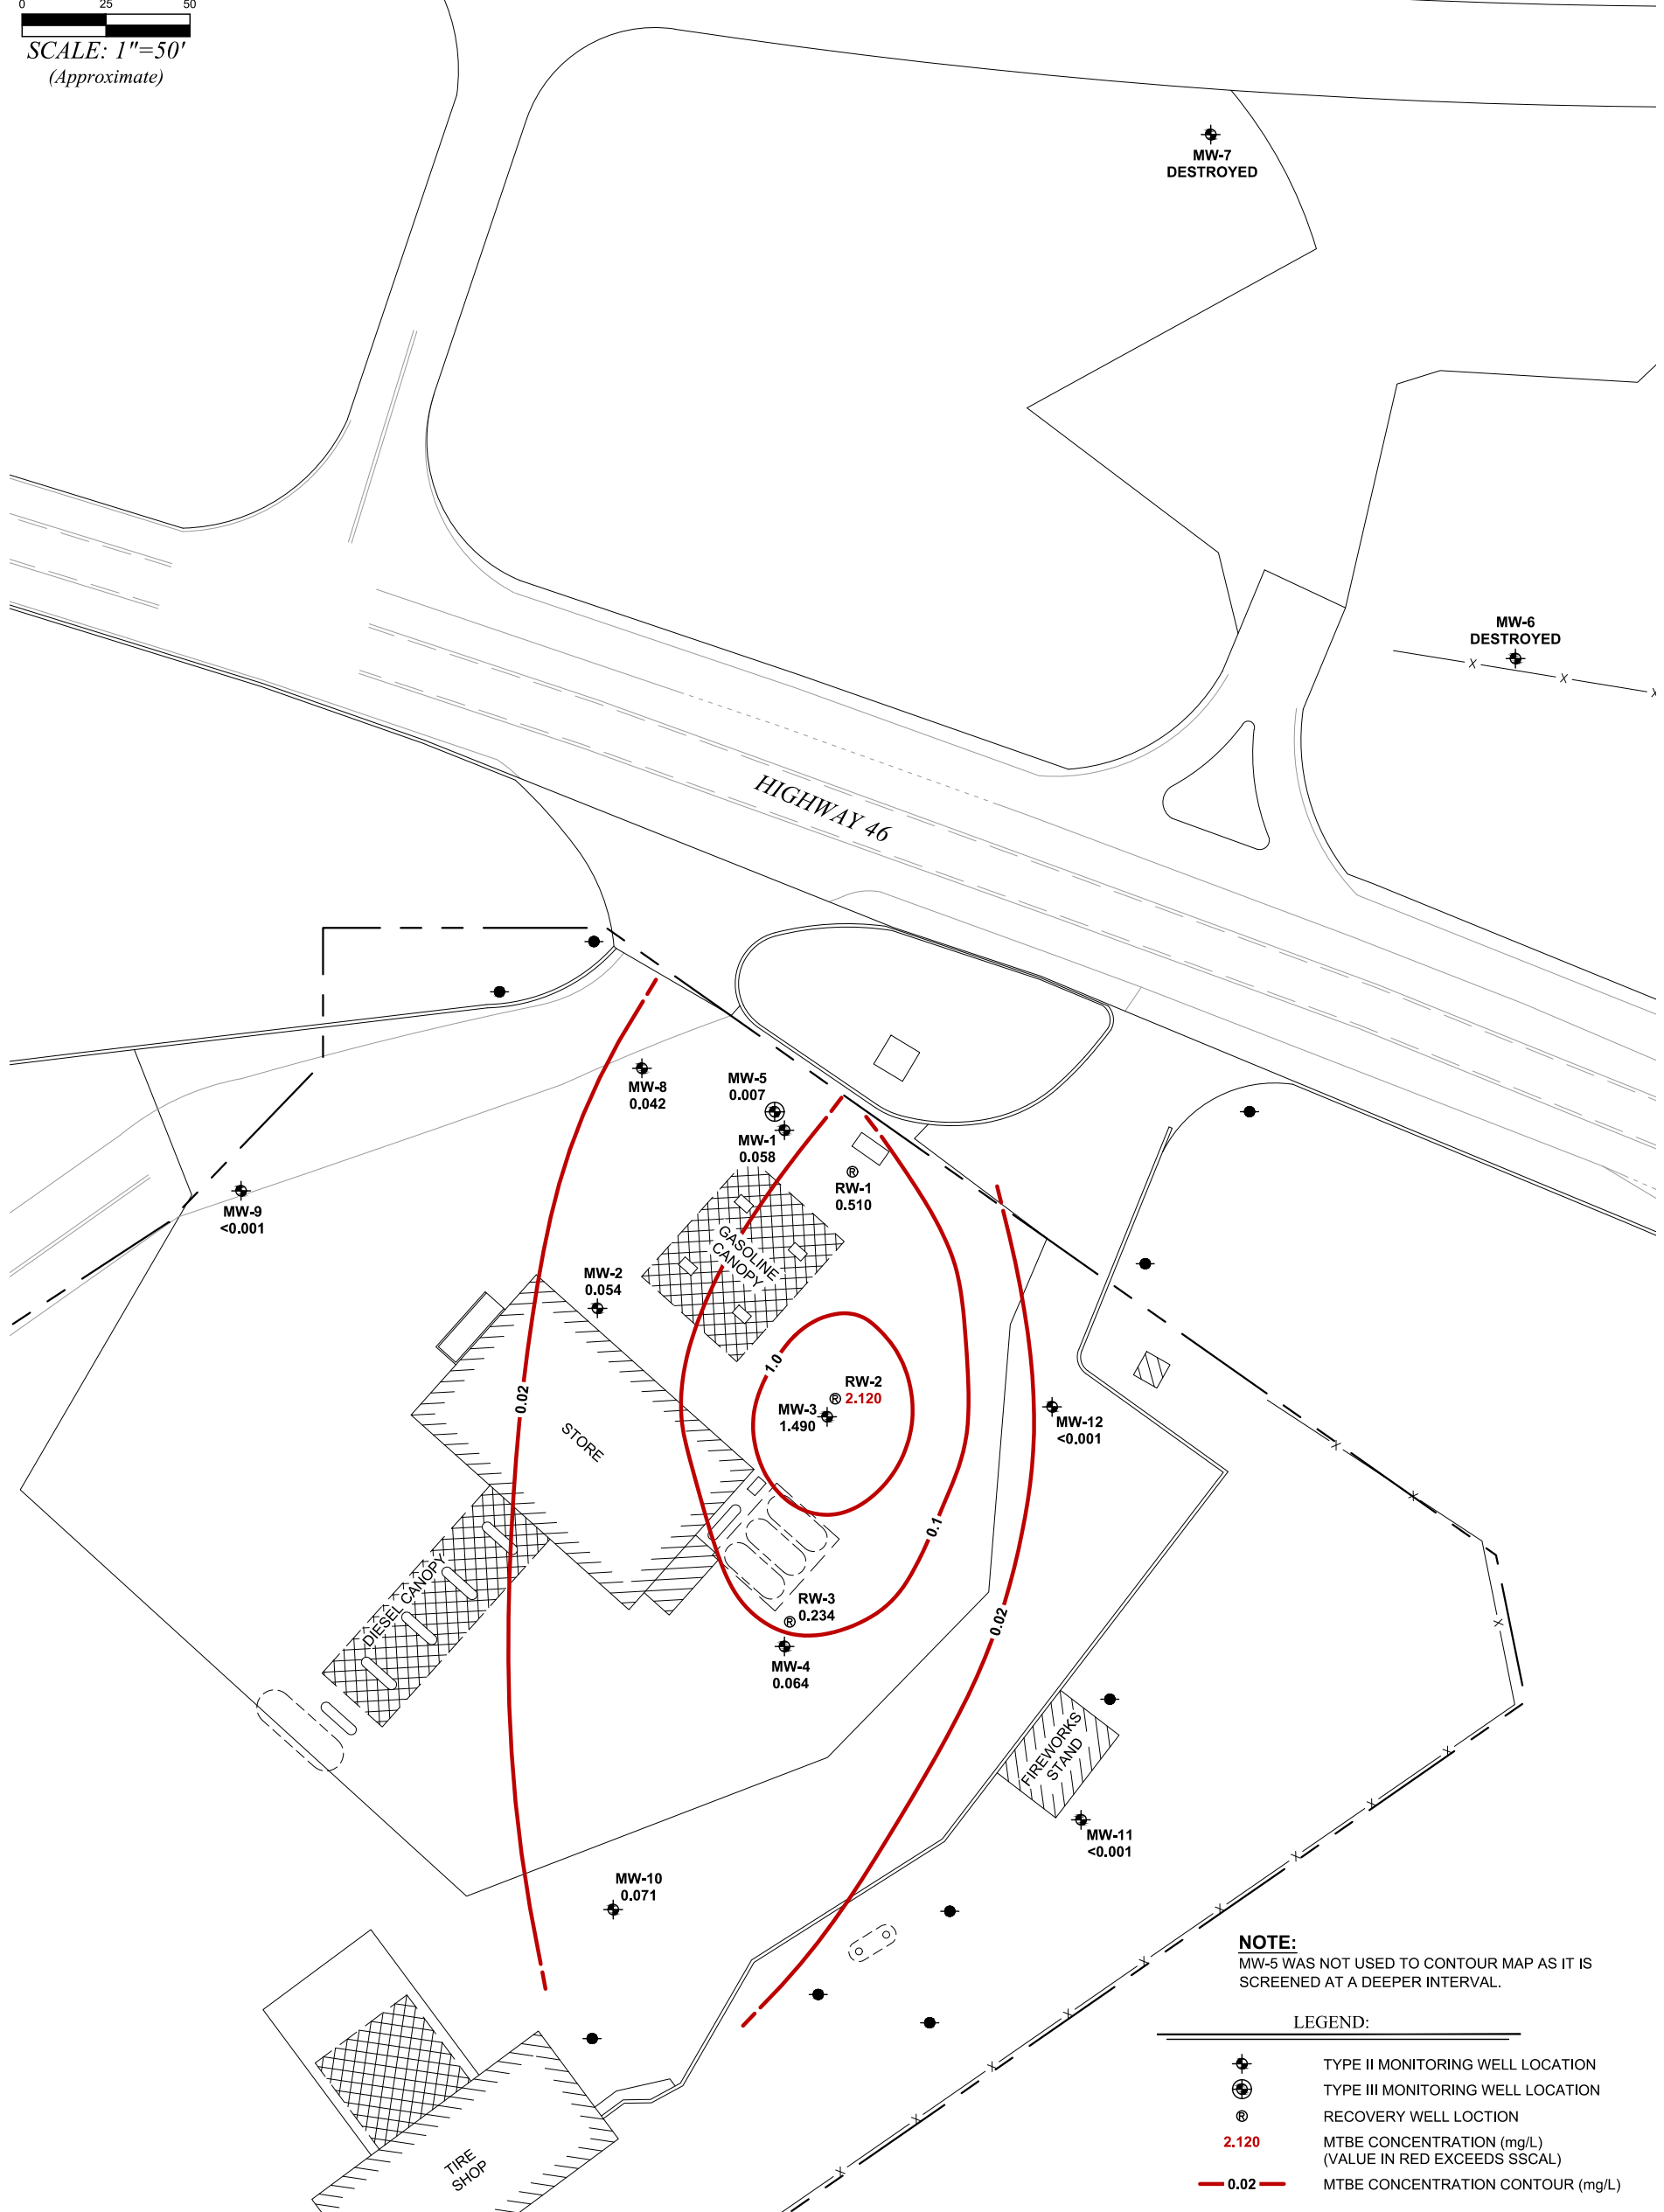 0 25 50
SCALE: 1"=50'
(Approximate)
MW-7
DESTROYED
MW-6
DESTROYED
X X X
HIGHWAY 46
MW-8
0.042
MW-5
0.007
MW-1
0.058
RW-1
0.510
MW-9
<0.001
MW-2
0.054
GASOLINE
CANOPY
1.0
RW-2
2.120
MW-3
1.490
0.02
MW-12
<0.001
STORE
0.1
DIESEL CANOPY
RW-3
0.234
MW-4
0.064
0.02
FIREWORKS
STAND
MW-11
<0.001
MW-10
0.071
TIRE
SHOP
NOTE:
MW-5 WAS NOT USED TO CONTOUR MAP AS IT IS
SCREENED AT A DEEPER INTERVAL.
LEGEND:
TYPE II MONITORING WELL LOCATION
TYPE III MONITORING WELL LOCATION
® RECOVERY WELL LOCTION
2.120 MTBE CONCENTRATION (mg/L)
(VALUE IN RED EXCEEDS SSCAL)
0.02 MTBE CONCENTRATION CONTOUR (mg/L)